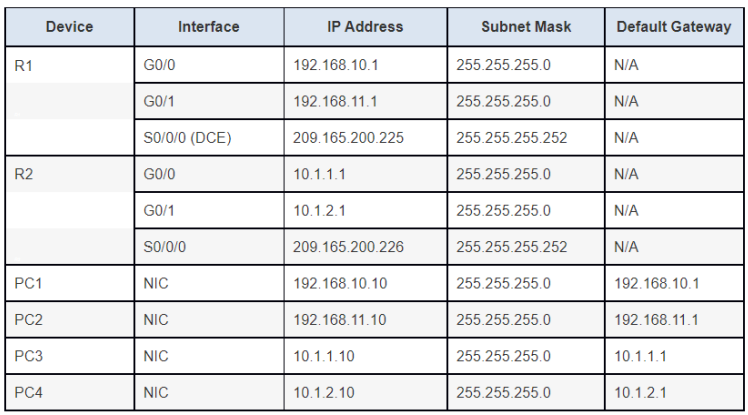 Device Interface IP Address Subnet Mask Default Gateway
R1 G0/0 192.168.10.1 255.255.255.0 N/A
G0/1 192.168.11.1 255.255.255.0 N/A
S0/0/0 (DCE) 209.165.200.225 255.255.255.252 N/A
R2 G0/0 10.1.1.1 255.255.255.0 N/A
G0/1 10.1.2.1 255.255.255.0 N/A
S0/0/0 209.165.200.226 255.255.255.252 N/A
PC1 NIC 192.168.10.10 255.255.255.0 192.168.10.1
PC2 NIC 192.168.11.10 255.255.255.0 192.168.11.1
PC3 NIC 10.1.1.10 255.255.255.0 10.1.1.1
PC4 NIC 10.1.2.10 255.255.255.0 10.1.2.1